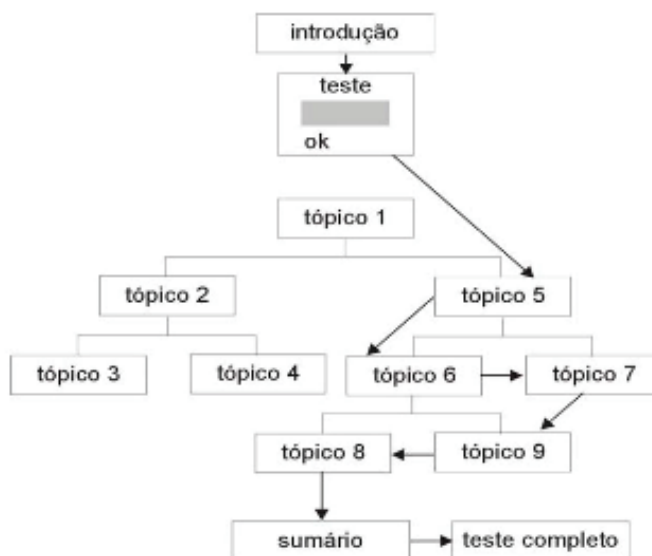 introdução
teste
ok
tópico 1
tópico 2
tópico 5
tópico 3
tópico 4
tópico 6
tópico 7
tópico 8
tópico 9
sumário
teste completo